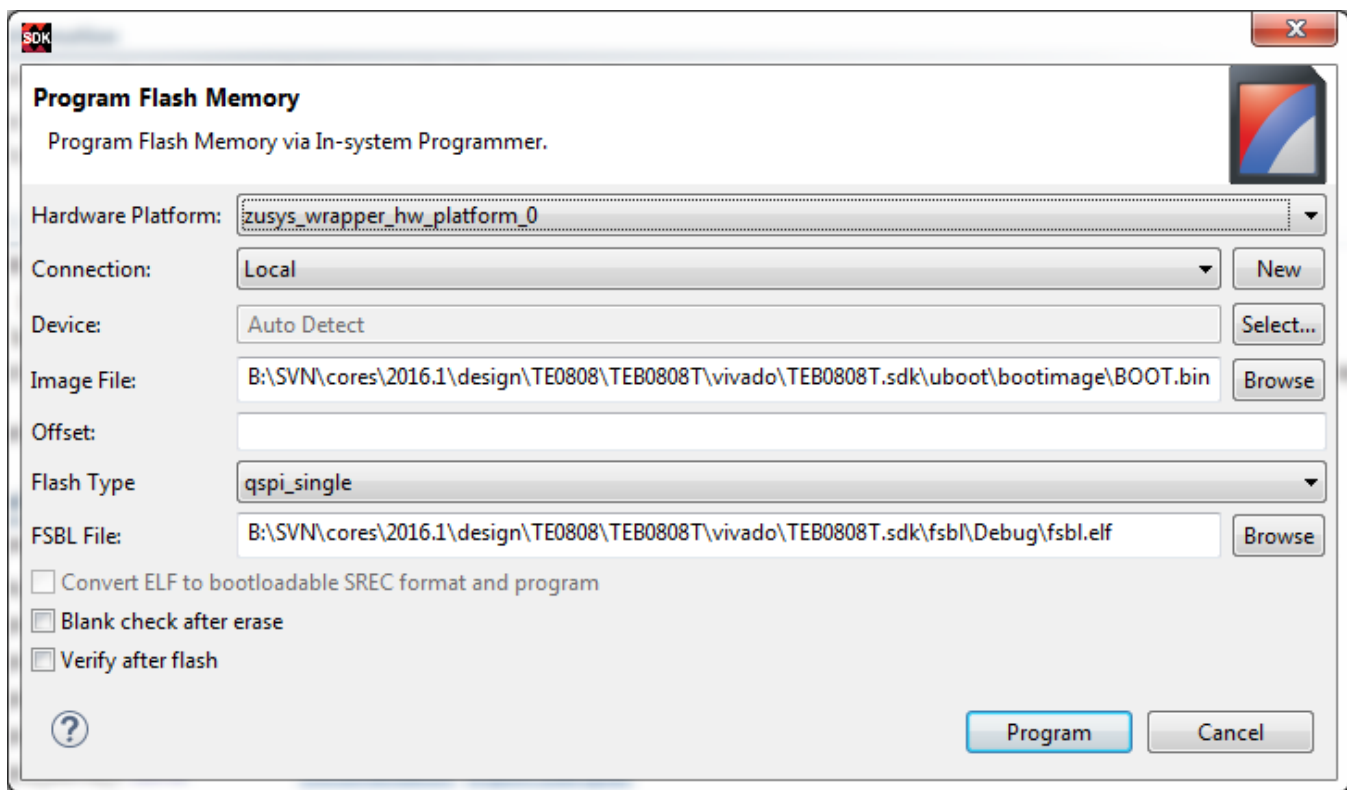 SDK
Program Flash Memory
Program Flash Memory via In-system Programmer.
Hardware Platform: zusys_wrapper_hw_platform_0
Connection: Local New
Device: Auto Detect Select...
Image File: B:\SVN\cores\2016.1\design\TE0808\TEB0808T\vivado\TEB0808T.sdk\uboot\bootimage\BOOT.bin Browse
Offset:
Flash Type qspi_single
FSBL File: B:\SVN\cores\2016.1\design\TE0808\TEB0808T\vivado\TEB0808T.sdk\fsbl\Debug\fsbl.elf Browse
Convert ELF to bootloadable SREC format and program
Blank check after erase
Verify after flash
? Program Cancel